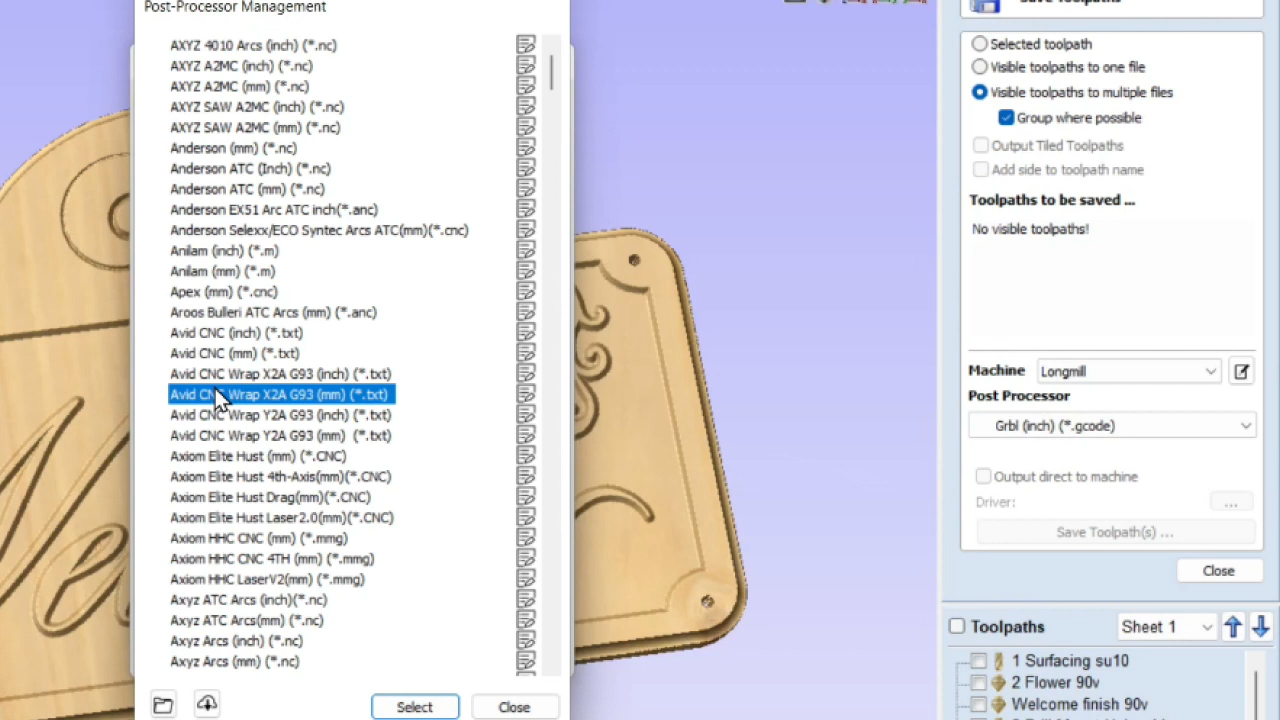 Post-Processor Management
AXYZ 4010 Arcs (inch) (*.nc)
AXYZ A2MC (inch) (*.nc)
AXYZ A2MC (mm) (*.nc)
AXYZ SAW A2MC (inch) (*.nc)
AXYZ SAW A2MC (mm) (*.nc)
Anderson (mm) (*.nc)
Anderson ATC (Inch) (*.nc)
Anderson ATC (mm) (*.nc)
Anderson EX51 Arc ATC inch(*.anc)
Anderson Selexx/ECO Syntec Arcs ATC(mm)(*.cnc)
Anilam (inch) (*.m)
Anilam (mm) (*.m)
Apex (mm) (*.cnc)
Aroos Bulleri ATC Arcs (mm) (*.anc)
Avid CNC (inch) (*.txt)
Avid CNC (mm) (*.txt)
Avid CNC Wrap X2A G93 (inch) (*.txt)
Avid CNC Wrap X2A G93 (mm) (*.txt)
Avid CNC Wrap Y2A G93 (inch) (*.txt)
Avid CNC Wrap Y2A G93 (mm) (*.txt)
Axiom Elite Hust (mm) (*.CNC)
Axiom Elite Hust 4th-Axis(mm)(*.CNC)
Axiom Elite Hust Drag(mm)(*.CNC)
Axiom Elite Hust Laser2.0(mm)(*.CNC)
Axiom HHC CNC (mm) (*.mmg)
Axiom HHC CNC 4TH (mm) (*.mmg)
Axiom HHC LaserV2(mm) (*.mmg)
Axyz ATC Arcs (inch)(*.nc)
Axyz ATC Arcs(mm) (*.nc)
Axyz Arcs (inch) (*.nc)
Axyz Arcs (mm) (*.nc)
Select
Close
Save Toolpaths
Selected toolpath
Visible toolpaths to one file
Visible toolpaths to multiple files
Group where possible
Output Tiled Toolpaths
Add side to toolpath name
Toolpaths to be saved ...
No visible toolpaths!
Machine
Longmill
Post Processor
Grbl (inch) (*.gcode)
Output direct to machine
Driver:
...
Save Toolpath(s) ...
Close
Toolpaths
Sheet 1
1 Surfacing su10
2 Flower 90v
Welcome finish 90v